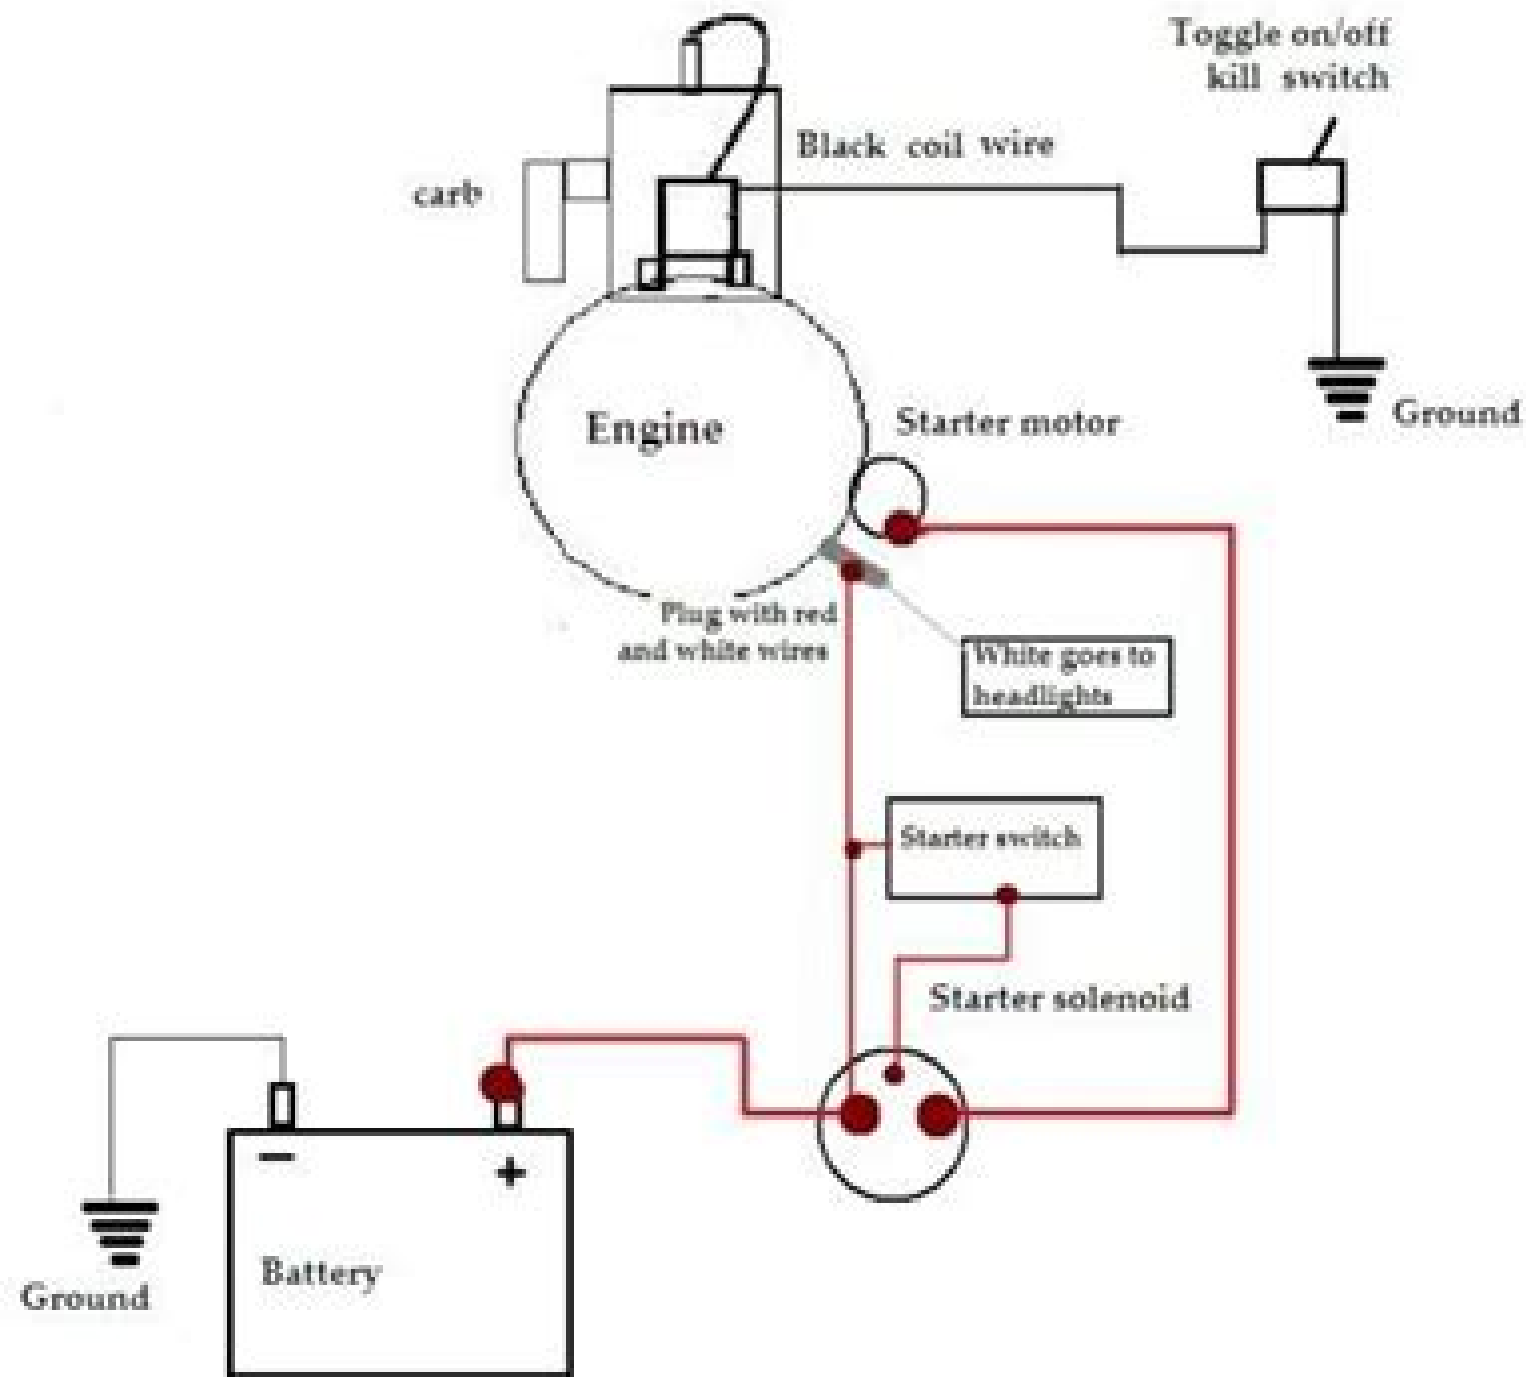 Toggle on/off
kill switch
Black coil wire
carb
Engine
Starter motor
Ground
Plug with red
and white wires
White goes to
headlights
Starter switch
Starter solenoid
−
+
Battery
Ground